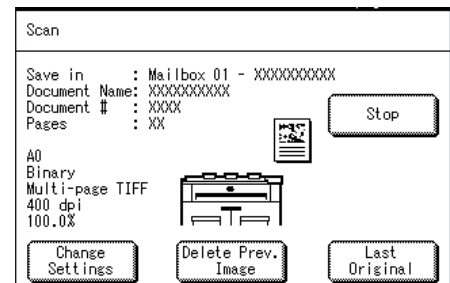 Scan
Save in : Mailbox 01 - XXXXXXXXXX
Document Name: XXXXXXXXXX
Document # : XXXX
Pages : XX
Stop
A0
Binary
Multi-page TIFF
400 dpi
100.0%
Change
Settings
Delete Prev.
Image
Last
Original